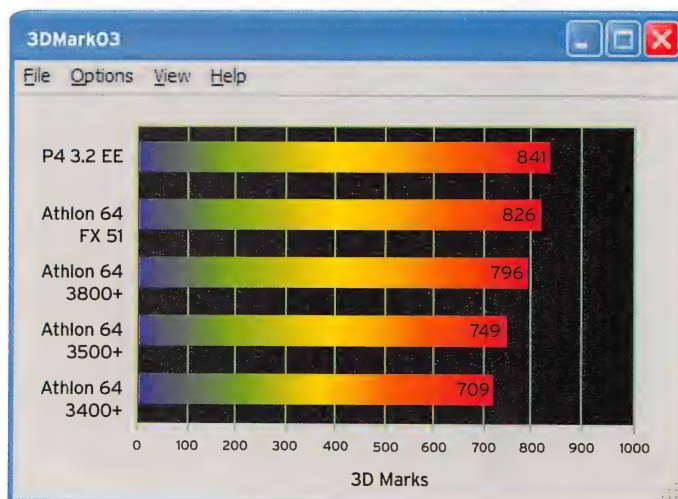 3DMark03
File Options View Help
P4 3.2 EE
841
Athlon 64
FX 51
826
Athlon 64
3800+
796
Athlon 64
3500+
749
Athlon 64
3400+
709
0 100 200 300 400 500 600 700 800 900 1000
3D Marks